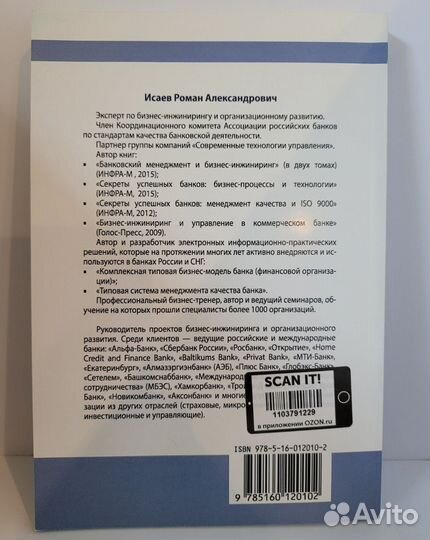 Исаев Роман Александрович
Эксперт по бизнес-инжинирингу и организационному развитию.
Член Координационного комитета Ассоциации российских банков
по стандартам качества банковской деятельности.
Партнер группы компаний «Современные технологии управления».
Автор книг:
• «Банковский менеджмент и бизнес-инжиниринг» (в двух томах)
(ИНФРА-М , 2015);
• «Секреты успешных банков: бизнес-процессы и технологии»
(ИНФРА-М, 2015);
• «Секреты успешных банков: менеджмент качества и ISO 9000»
(ИНФРА-М, 2012);
• «Бизнес-инжиниринг и управление в коммерческом банке»
(Голос-Пресс, 2009).
Автор и разработчик электронных информационно-практических
решений, которые на протяжении многих лет активно внедряются и
используются в банках России и СНГ:
• «Комплексная типовая бизнес-модель банка (финансовой организа-
ции)»;
• «Типовая система менеджмента качества банка».
Профессиональный бизнес-тренер, автор и ведущий семинаров, обу-
чение на которых прошли специалисты более 1000 организаций.
Руководитель проектов бизнес-инжиниринга и организационного
развития. Среди клиентов — ведущие российские и международные
банки: «Альфа-Банк», «Сбербанк России», «Росбанк», «Открытие», «Home
Credit and Finance Bank», «Baltikums Bank», «Privat Bank», «МТИ-Банк»,
«Екатеринбург», «Алмазэргиэнбанк» (АЭБ), «Плюс Банк», «Глобэкс-Банк»,
«Сетелем», «Башкомснаббанк», «Международный
сотрудничества» (МБЭС), «Хамкорбанк»,
Банк», «Новикомбанк», «Аксонбанк» и многие
зации из других отраслей (страховые,
инвестиционные и управляющие).
SCAN IT!
1103791229
в приложении OZON.ru
ISBN 978-5-16-012010-2
9 785160 120102
Avito